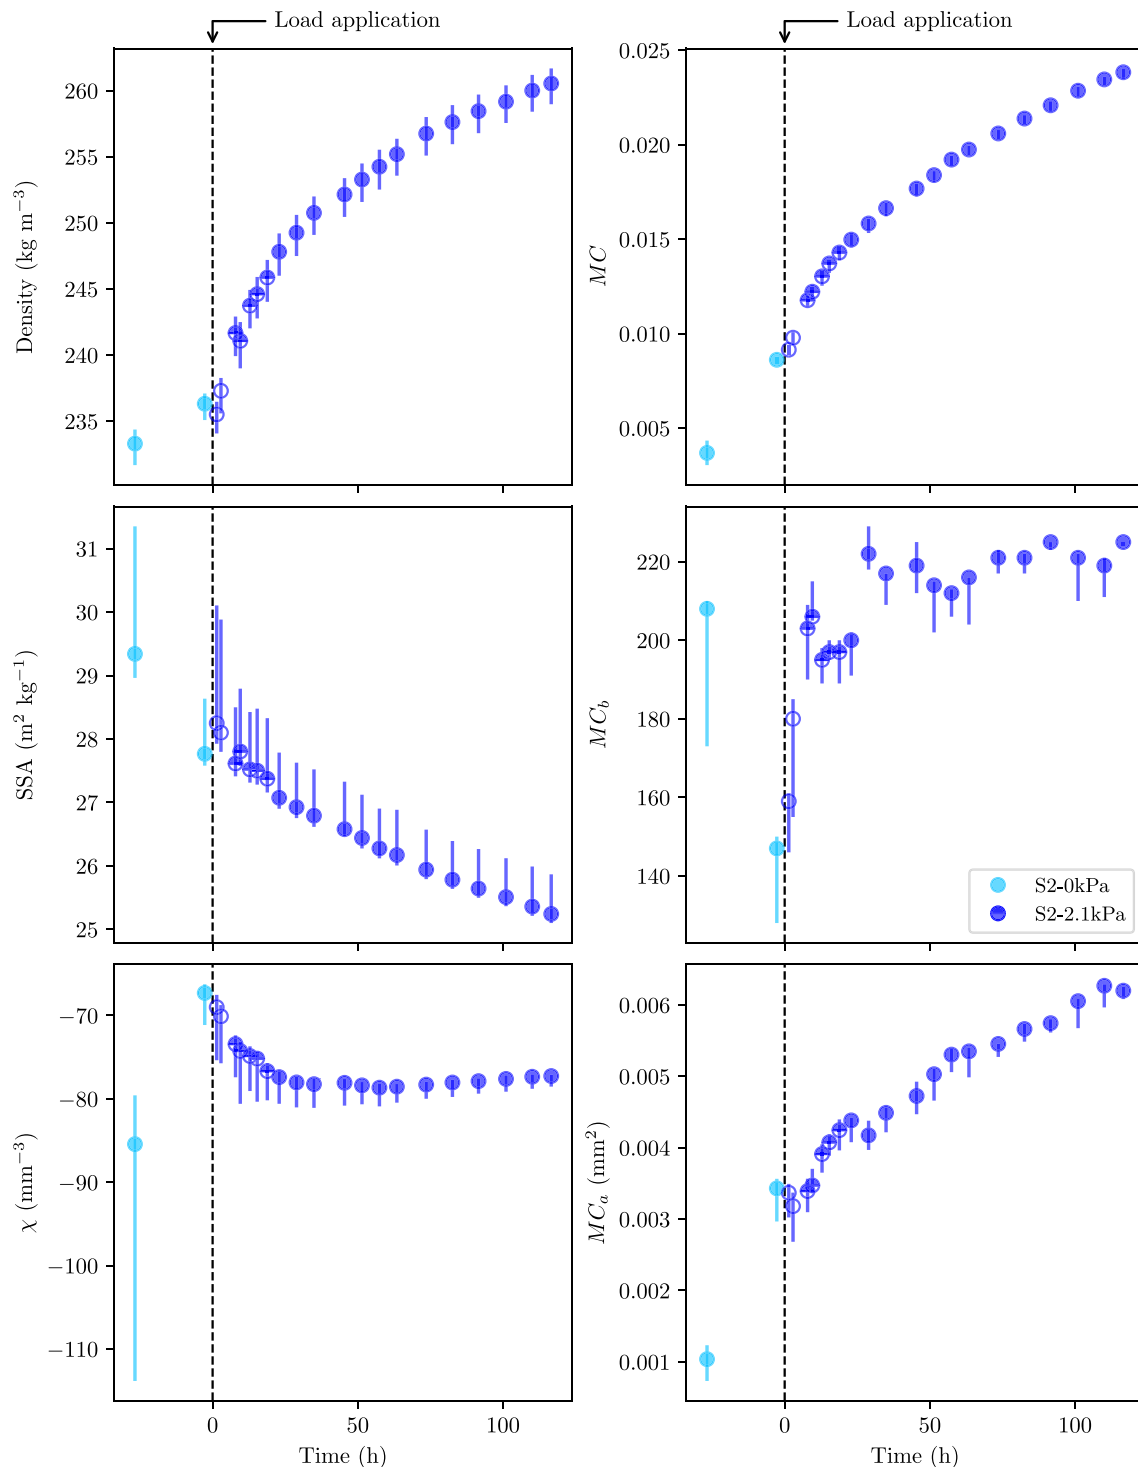 Load application
Load application
Density (kg m⁻³)
260
255
250
245
240
235
MC
0.025
0.020
0.015
0.010
0.005
SSA (m² kg⁻¹)
31
30
29
28
27
26
25
MC_b
220
200
180
160
140
S2-0kPa
S2-2.1kPa
χ (mm⁻³)
−70
−80
−90
−100
−110
0 50 100
Time (h)
MC_a (mm²)
0.006
0.005
0.004
0.003
0.002
0.001
0 50 100
Time (h)